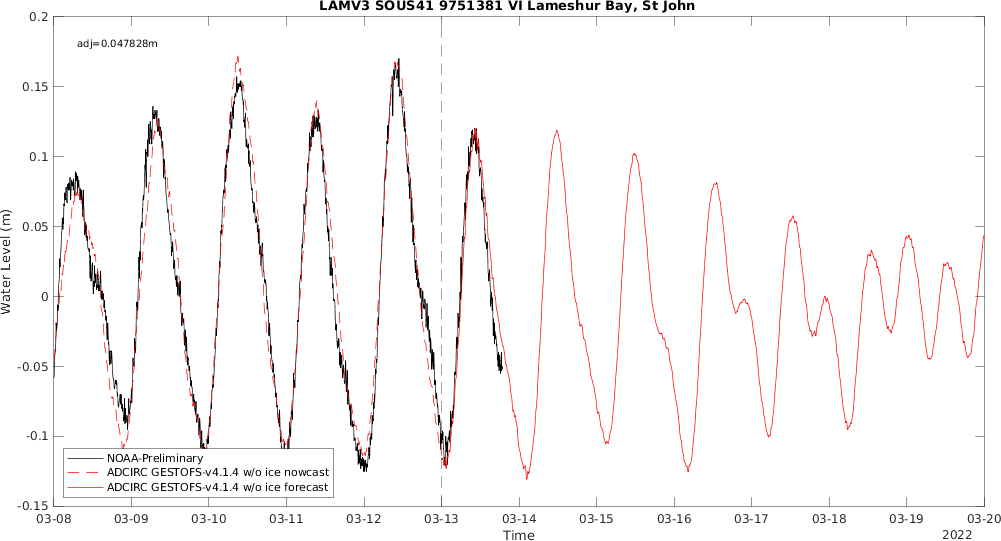 LAMV3 SOUS41 9751381 VI Lameshur Bay, St John
adj=0.047828m
Water Level (m)
0.2
0.15
0.1
0.05
0
-0.05
-0.1
-0.15
NOAA-Preliminary
ADCIRC GESTOFS-v4.1.4 w/o ice nowcast
ADCIRC GESTOFS-v4.1.4 w/o ice forecast
03-08 03-09 03-10 03-11 03-12 03-13 03-14 03-15 03-16 03-17 03-18 03-19 03-20
Time
2022